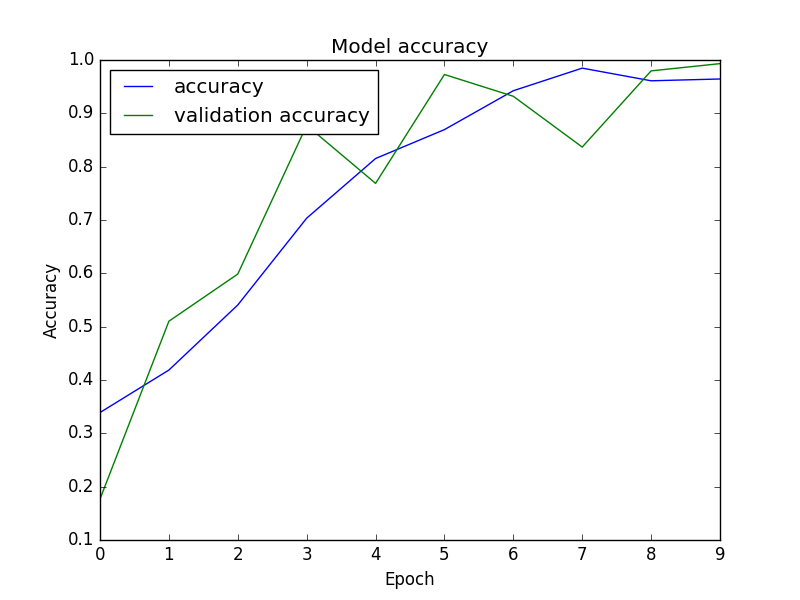 Model accuracy
accuracy
validation accuracy
1.0
0.9
0.8
0.7
0.6
0.5
0.4
0.3
0.2
0.1
Accuracy
0 1 2 3 4 5 6 7 8 9
Epoch